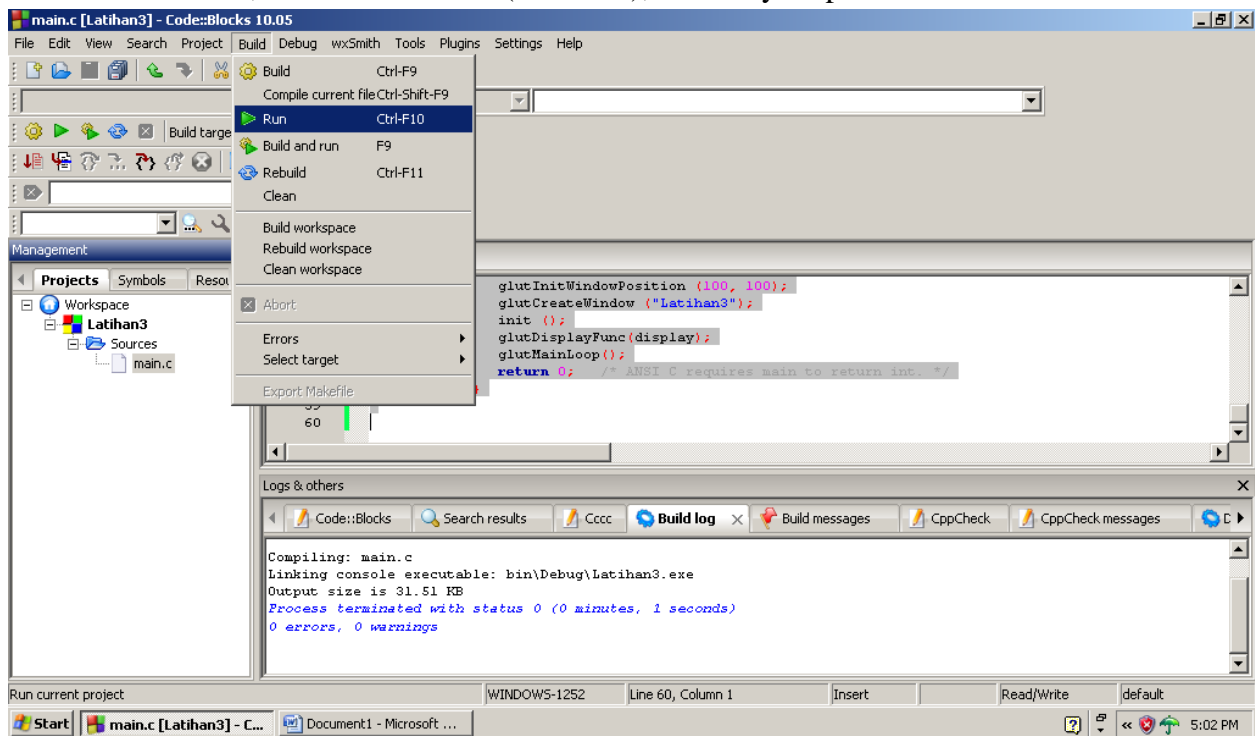 main.c [Latihan3] - Code::Blocks 10.05
File Edit View Search Project Build Debug wxSmith Tools Plugins Settings Help
Build Ctrl-F9
Compile current file Ctrl-Shift-F9
Run Ctrl-F10
Build and run F9
Rebuild Ctrl-F11
Clean
Build workspace
Rebuild workspace
Clean workspace
Abort
Errors
Select target
Export Makefile
Build targe
Management
Projects Symbols Resou
Workspace
Latihan3
Sources
main.c
glutInitWindowPosition (100, 100);
glutCreateWindow ("Latihan3");
init ();
glutDisplayFunc(display);
glutMainLoop();
return 0; /* ANSI C requires main to return int. */
60
Logs & others
Code::Blocks Search results Cccc Build log Build messages CppCheck CppCheck messages
Compiling: main.c
Linking console executable: bin\Debug\Latihan3.exe
Output size is 31.51 KB
Process terminated with status 0 (0 minutes, 1 seconds)
0 errors, 0 warnings
Run current project WINDOWS-1252 Line 60, Column 1 Insert Read/Write default
Start main.c [Latihan3] - C... Document1 - Microsoft ... 5:02 PM